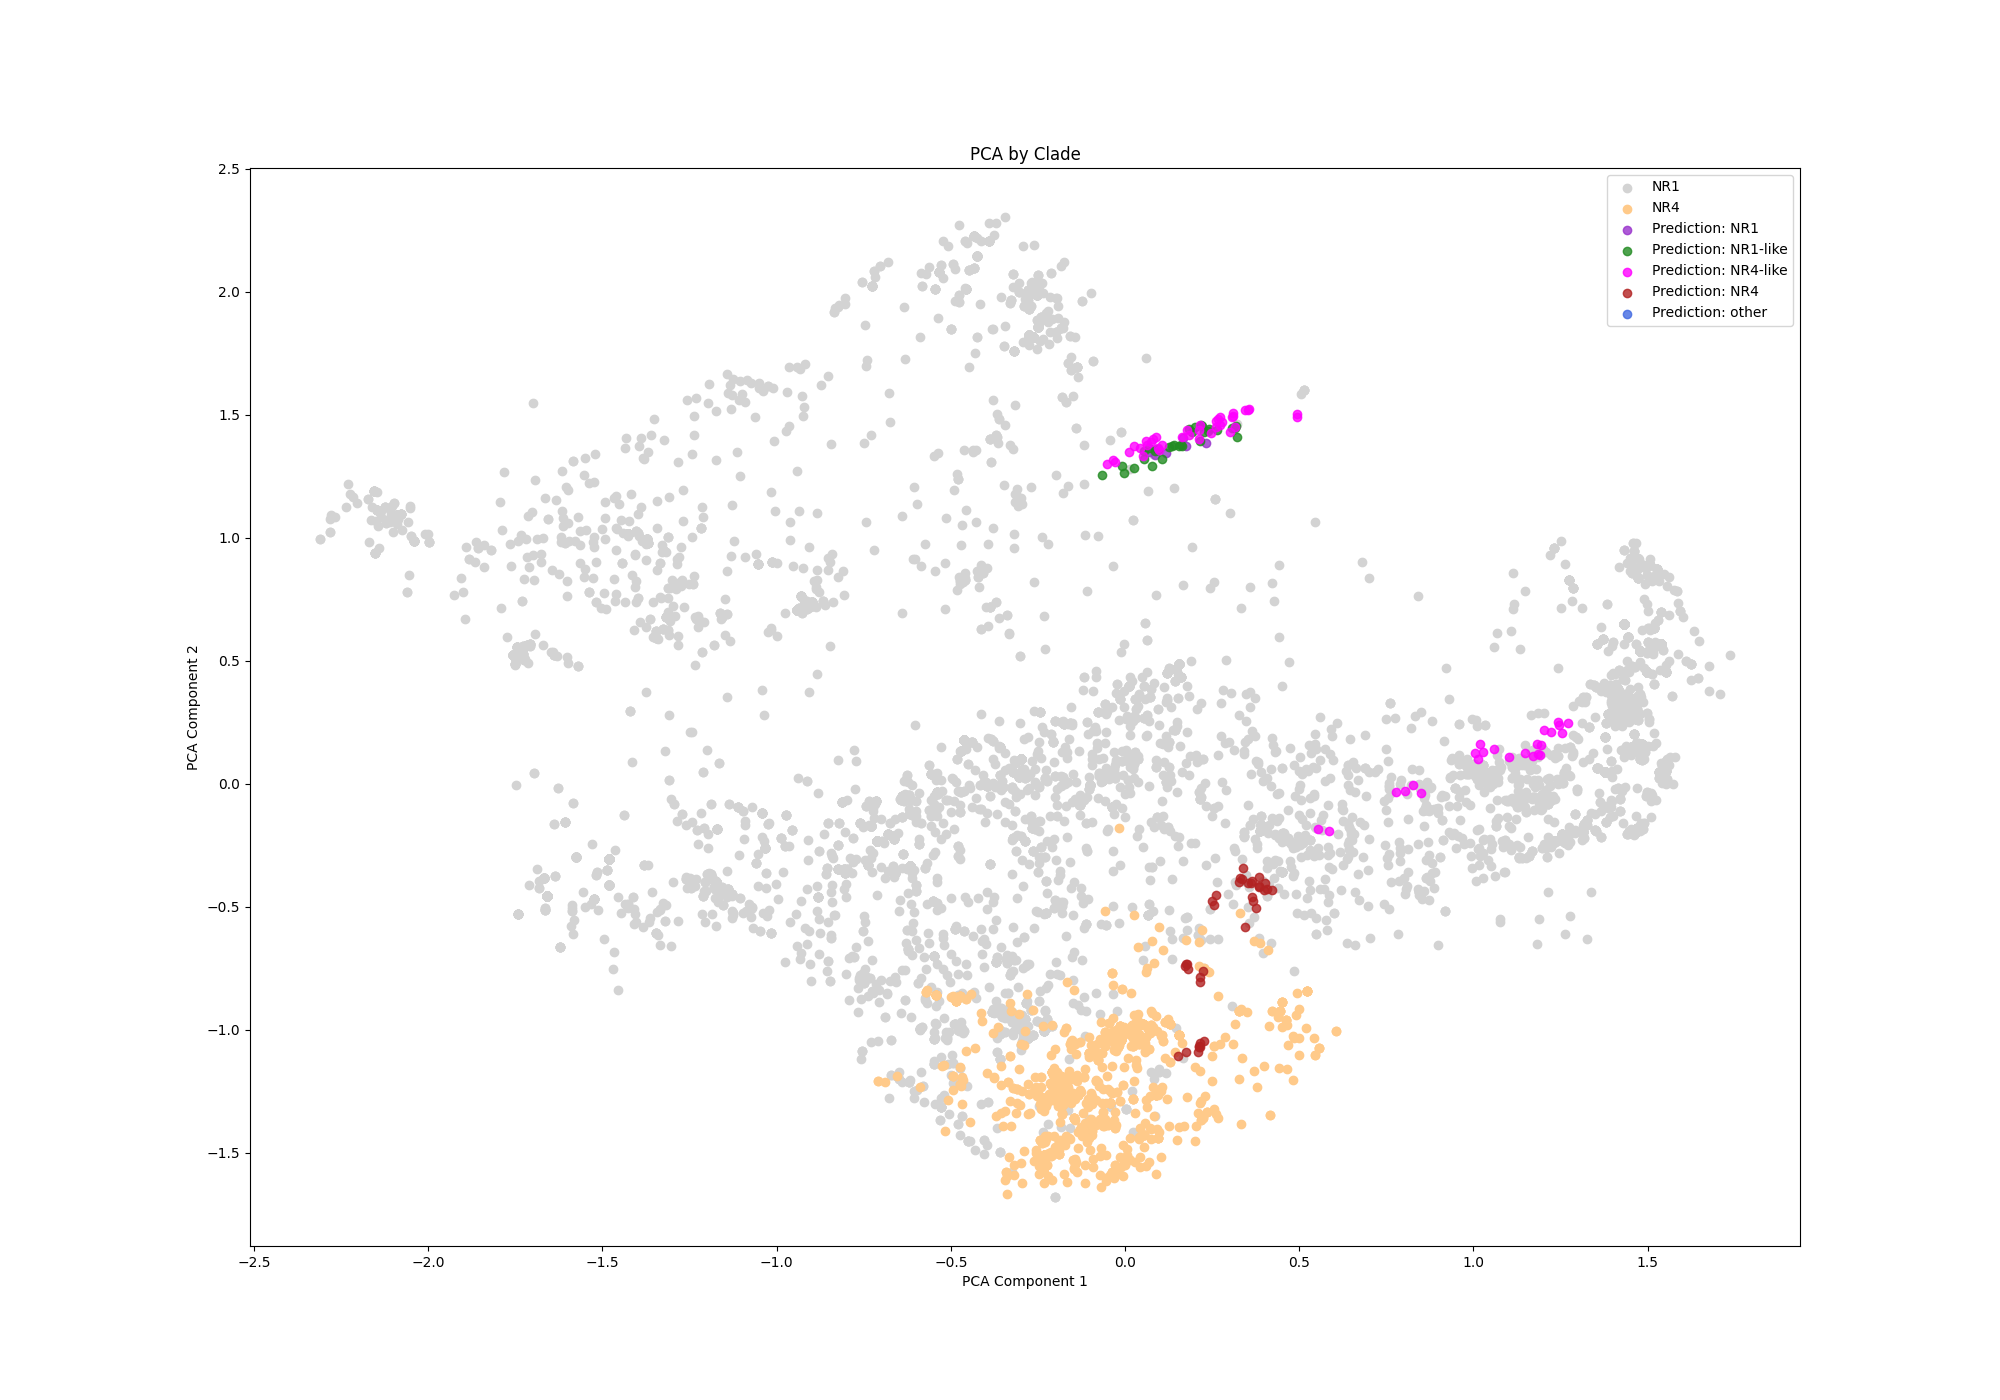 PCA by Clade
NR1
NR4
Prediction: NR1
Prediction: NR1-like
Prediction: NR4-like
Prediction: NR4
Prediction: other
2.5
2.0
1.5
1.0
0.5
0.0
−0.5
−1.0
−1.5
PCA Component 2
−2.5 −2.0 −1.5 −1.0 −0.5 0.0 0.5 1.0 1.5
PCA Component 1